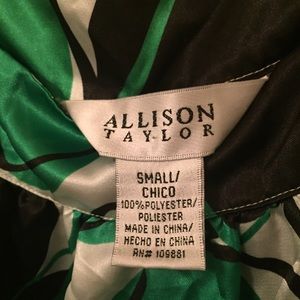 ALLISON
TAYLOR
SMALL/
CHICO
100% POLYESTER/
POLIESTER
MADE IN CHINA/
HECHO EN CHINA
RN# 109881